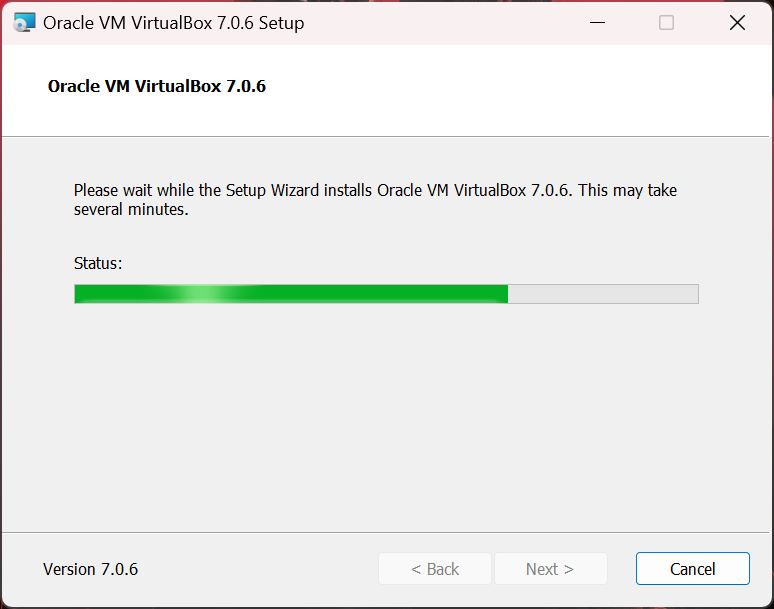 Oracle VM VirtualBox 7.0.6 Setup
Oracle VM VirtualBox 7.0.6
Please wait while the Setup Wizard installs Oracle VM VirtualBox 7.0.6. This may take
several minutes.
Status:
Version 7.0.6
< Back
Next >
Cancel